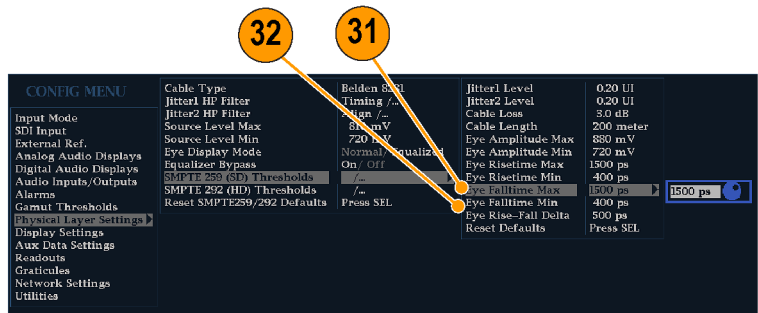 32
31
CONFIG MENU
Input Mode
SDI Input
External Ref.
Analog Audio Displays
Digital Audio Displays
Audio Inputs/Outputs
Alarms
Gamut Thresholds
Physical Layer Settings
Display Settings
Aux Data Settings
Readouts
Graticules
Network Settings
Utilities
Cable Type Belden 8281
Jitter1 HP Filter Timing /...
Jitter2 HP Filter Align /...
Source Level Max mV
Source Level Min 720 mV
Eye Display Mode Normal/Equalized
Equalizer Bypass On/ Off
SMPTE 259 (SD) Thresholds /...
SMPTE 292 (HD) Thresholds /...
Reset SMPTE259/292 Defaults Press SEL
Jitter1 Level 0.20 UI
Jitter2 Level 0.20 UI
Cable Loss 3.0 dB
Cable Length 200 meter
Eye Amplitude Max 880 mV
Eye Amplitude Min 720 mV
Eye Risetime Max 1500 ps
Eye Risetime Min 400 ps
Eye Falltime Max 1500 ps
Eye Falltime Min 400 ps
Eye Rise-Fall Delta 500 ps
Reset Defaults Press SEL
1500 ps